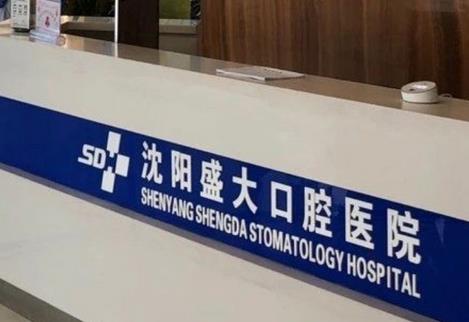 SD
沈阳盛大口腔医院
SHENYANG SHENGDA STOMATOLOGY HOSPITAL